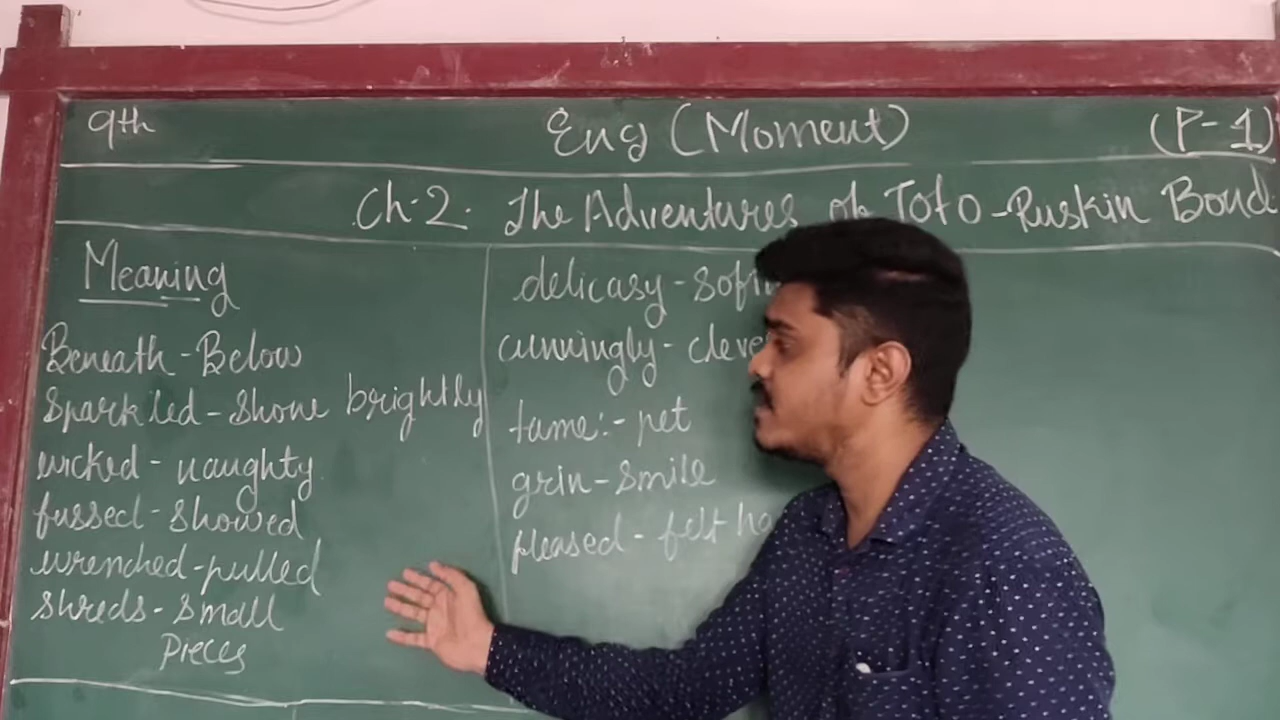 9th Eng (Moment) (P-1)
Ch-2. The Adventures of Toto - Ruskin Bond.
Meaning
Beneath - Below
Sparkled - Shone brightly
wicked - naughty
fussed - Showed
wrenched - pulled
shreds - Small
Pieces
delicasy -
cunningly -
tame:- pet
grin - Smile
pleased - felt